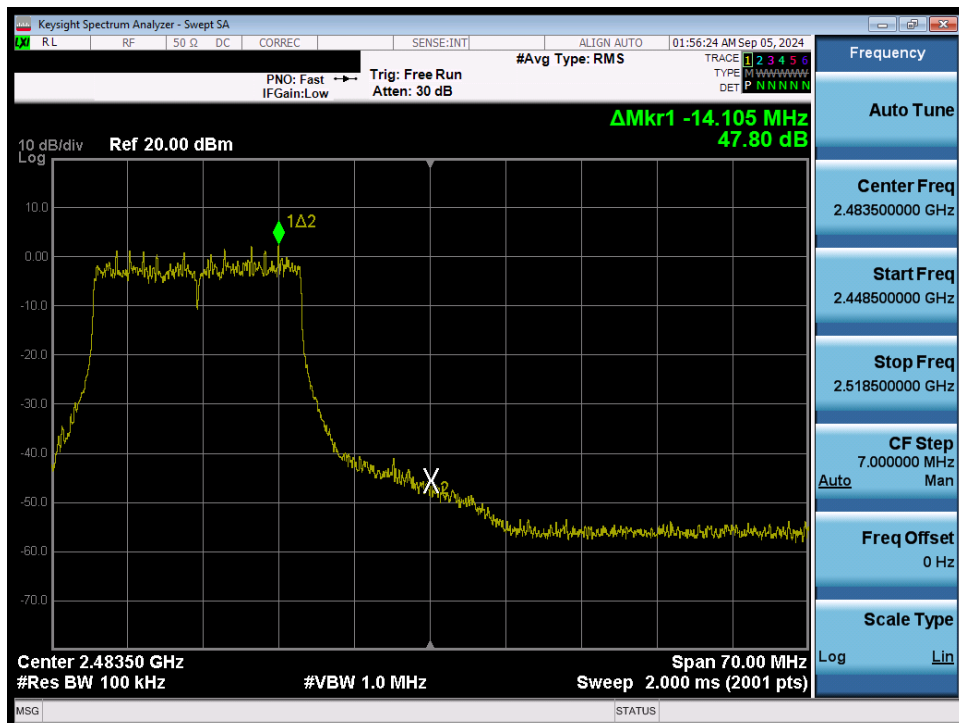 Keysight Spectrum Analyzer - Swept SA
LXI RL RF 50 Ω DC CORREC SENSE:INT ALIGN AUTO 01:56:24 AM Sep 05, 2024
PNO: Fast
IFGain:Low
Trig: Free Run
Atten: 30 dB
#Avg Type: RMS
TRACE 1 2 3 4 5 6
TYPE M WWWWW
DET P N N N N N
ΔMkr1 -14.105 MHz
47.80 dB
10 dB/div
Log
Ref 20.00 dBm
10.0
0.00
-10.0
-20.0
-30.0
-40.0
-50.0
-60.0
-70.0
1Δ2
X2
Center 2.48350 GHz
#Res BW 100 kHz
#VBW 1.0 MHz
Span 70.00 MHz
Sweep 2.000 ms (2001 pts)
MSG
STATUS
Frequency
Auto Tune
Center Freq
2.483500000 GHz
Start Freq
2.448500000 GHz
Stop Freq
2.518500000 GHz
CF Step
7.000000 MHz
Auto Man
Freq Offset
0 Hz
Scale Type
Log Lin